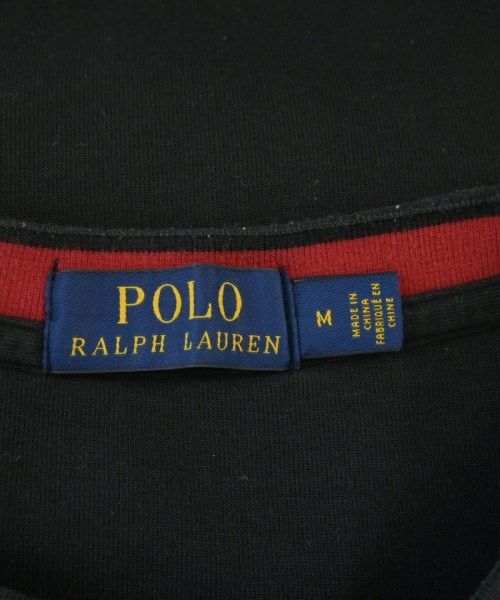 POLO
RALPH LAUREN
M
MADE IN
CHINA
FABRIQUÉ EN
CHINE